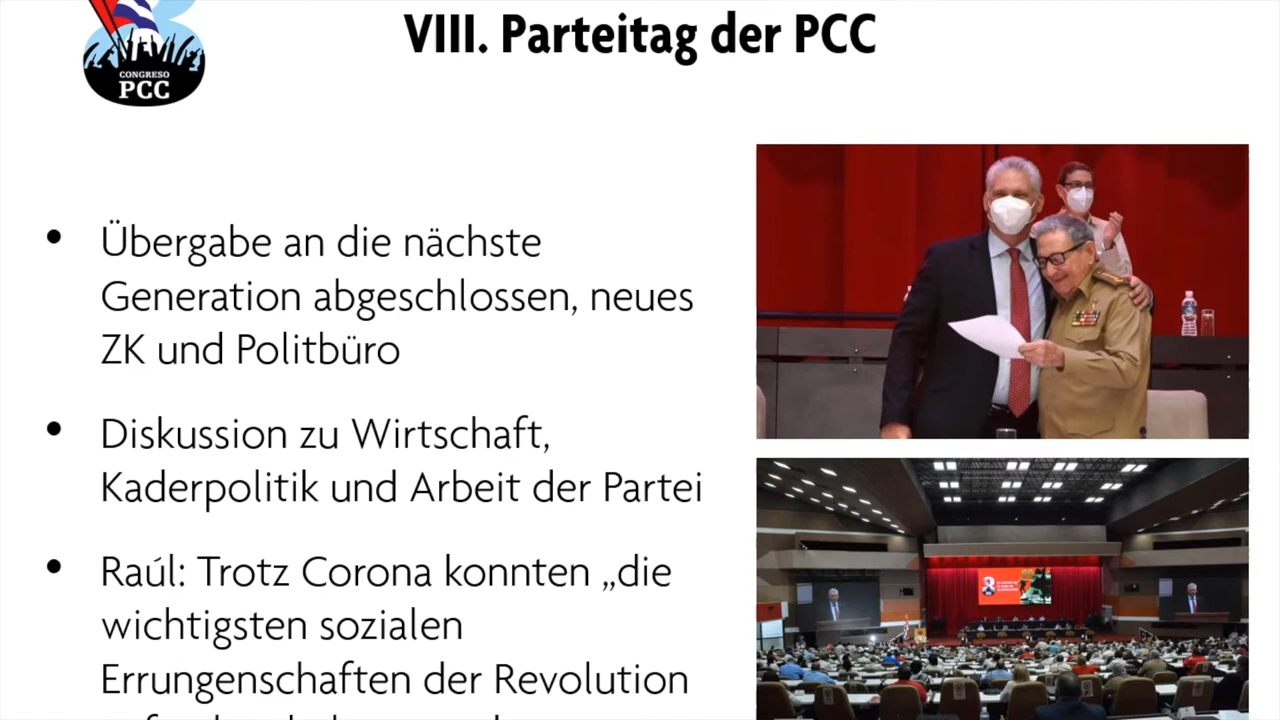 VIII. Parteitag der PCC
CONGRESO
PCC
• Übergabe an die nächste
Generation abgeschlossen, neues
ZK und Politbüro
• Diskussion zu Wirtschaft,
Kaderpolitik und Arbeit der Partei
• Raúl: Trotz Corona konnten „die
wichtigsten sozialen
Errungenschaften der Revolution